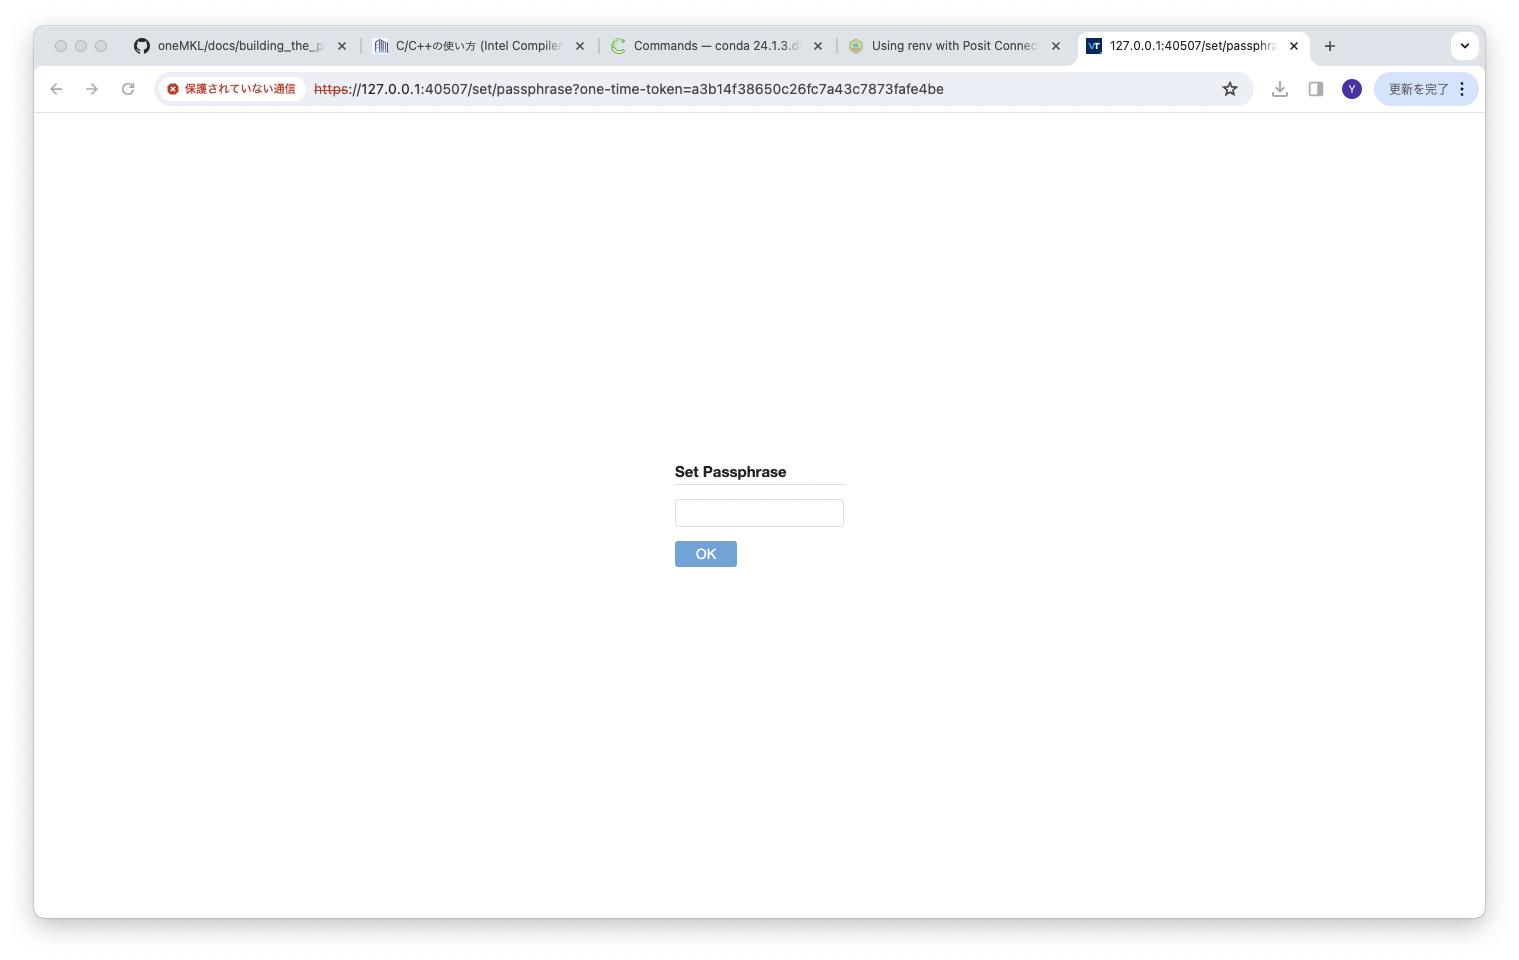 oneMKL/docs/building_the_p
C/C++の使い方 (Intel Compiler
Commands — conda 24.1.3.d
Using renv with Posit Connec
VT
127.0.0.1:40507/set/passphra
保護されていない通信
https://127.0.0.1:40507/set/passphrase?one-time-token=a3b14f38650c26fc7a43c7873fafe4be
Y
更新を完了
Set Passphrase
OK